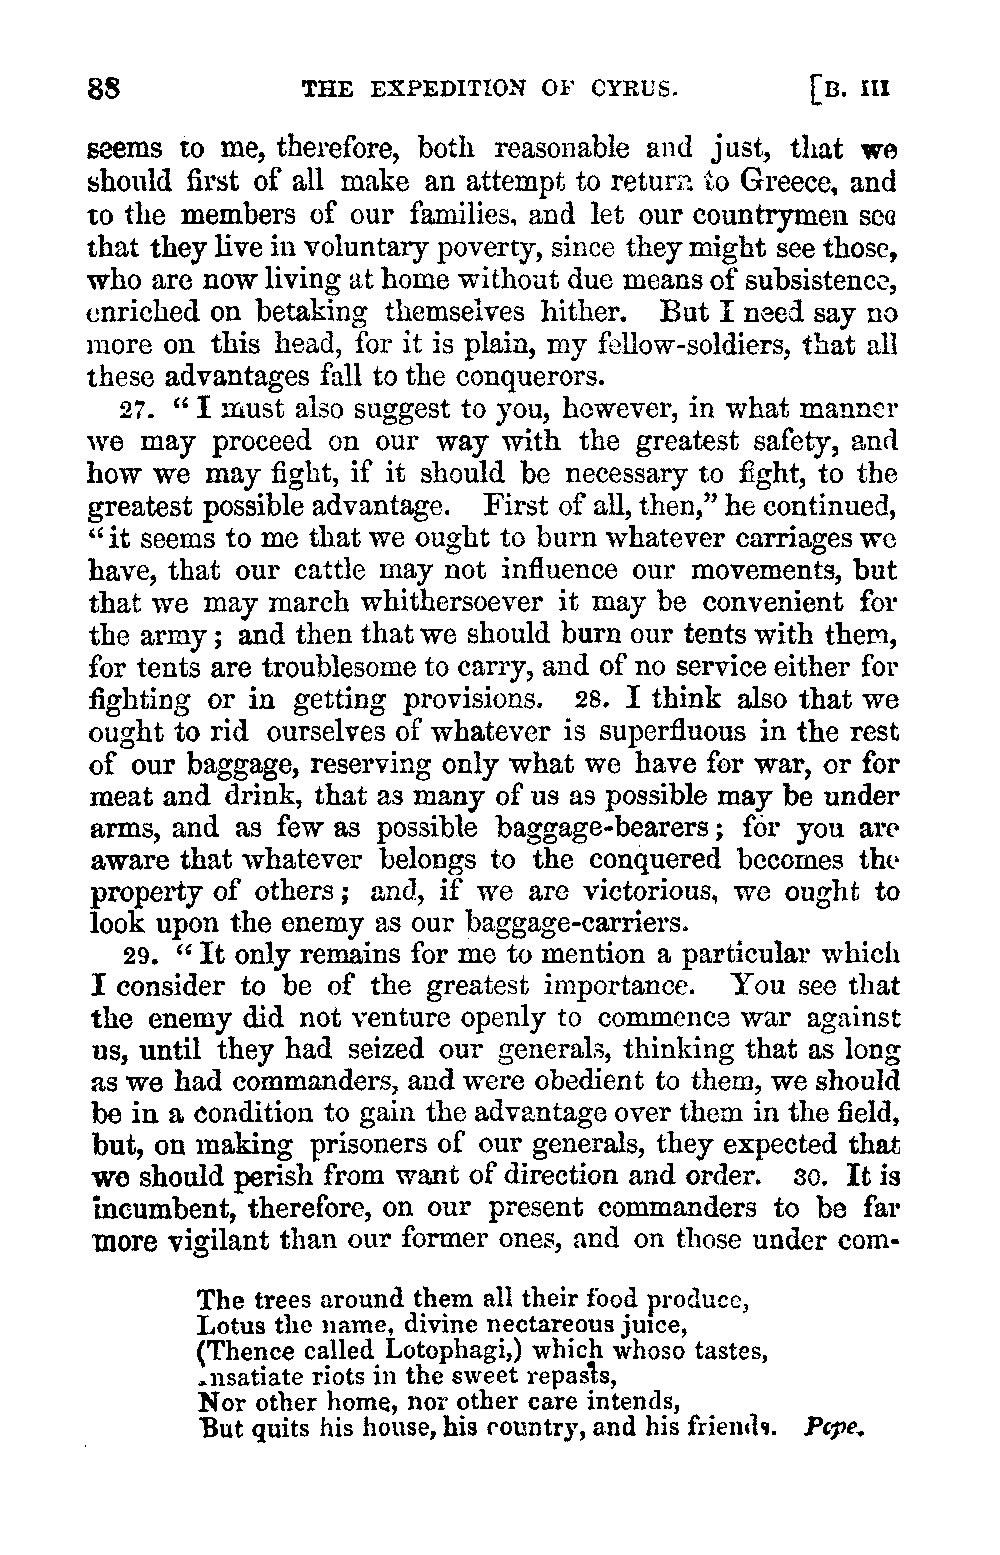 88 THE EXPEDITION OF CYRUS. [B. III
seems to me, therefore, both reasonable and just, that we
should first of all make an attempt to return to Greece, and
to the members of our families, and let our countrymen see
that they live in voluntary poverty, since they might see those,
who are now living at home without due means of subsistence,
enriched on betaking themselves hither. But I need say no
more on this head, for it is plain, my fellow-soldiers, that all
these advantages fall to the conquerors.
27. “I must also suggest to you, however, in what manner
we may proceed on our way with the greatest safety, and
how we may fight, if it should be necessary to fight, to the
greatest possible advantage. First of all, then,” he continued,
“it seems to me that we ought to burn whatever carriages we
have, that our cattle may not influence our movements, but
that we may march whithersoever it may be convenient for
the army; and then that we should burn our tents with them,
for tents are troublesome to carry, and of no service either for
fighting or in getting provisions. 28. I think also that we
ought to rid ourselves of whatever is superfluous in the rest
of our baggage, reserving only what we have for war, or for
meat and drink, that as many of us as possible may be under
arms, and as few as possible baggage-bearers; for you are
aware that whatever belongs to the conquered becomes the
property of others; and, if we are victorious, we ought to
look upon the enemy as our baggage-carriers.
29. “It only remains for me to mention a particular which
I consider to be of the greatest importance. You see that
the enemy did not venture openly to commence war against
us, until they had seized our generals, thinking that as long
as we had commanders, and were obedient to them, we should
be in a condition to gain the advantage over them in the field,
but, on making prisoners of our generals, they expected that
we should perish from want of direction and order. 30. It is
incumbent, therefore, on our present commanders to be far
more vigilant than our former ones, and on those under com-
The trees around them all their food produce,
Lotus the name, divine nectareous juice,
(Thence called Lotophagi,) which whoso tastes,
Insatiate riots in the sweet repasts,
Nor other home, nor other care intends,
But quits his house, his country, and his friends. Pope.